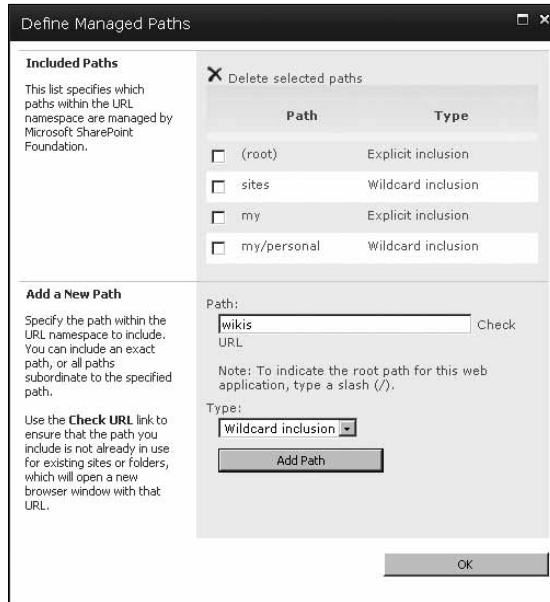 Define Managed Paths
Included Paths
This list specifies which
paths within the URL
namespace are managed by
Microsoft SharePoint
Foundation.
Delete selected paths
Path Type
(root) Explicit inclusion
sites Wildcard inclusion
my Explicit inclusion
my/personal Wildcard inclusion
Add a New Path
Specify the path within the
URL namespace to include.
You can include an exact
path, or all paths
subordinate to the specified
path.
Use the Check URL link to
ensure that the path you
include is not already in use
for existing sites or folders,
which will open a new
browser window with that
URL.
Path:
wikis Check
URL
Note: To indicate the root path for this web
application, type a slash (/).
Type:
Wildcard inclusion
Add Path
OK